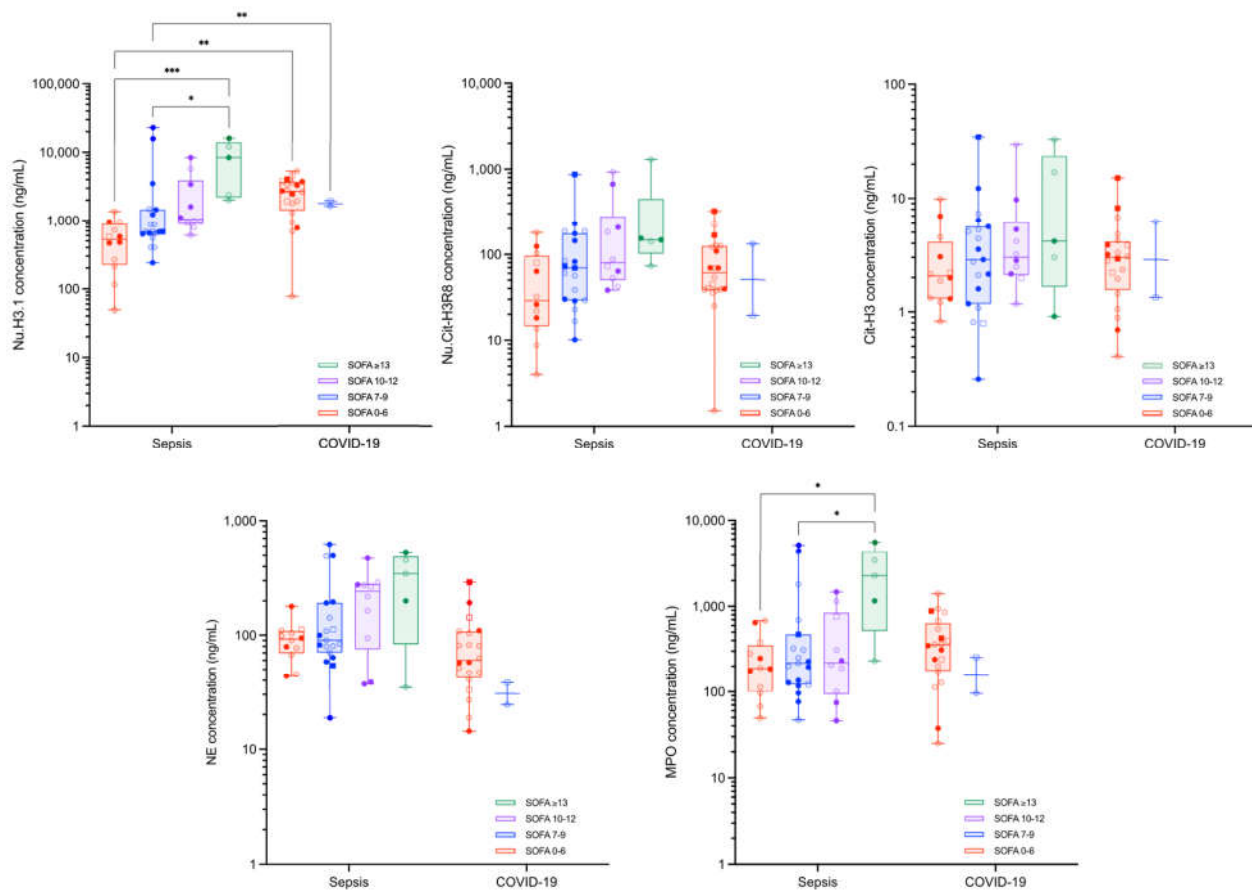 **
**
***
*
100,000
10,000
1,000
100
10
1
Nu.H3.1 concentration (ng/mL)
SOFA ≥13
SOFA 10-12
SOFA 7-9
SOFA 0-6
Sepsis
COVID-19
10,000
1,000
100
10
1
Nu.Cit-H3R8 concentration (ng/mL)
SOFA ≥13
SOFA 10-12
SOFA 7-9
SOFA 0-6
Sepsis
COVID-19
100
10
1
0.1
Cit-H3 concentration (ng/mL)
SOFA ≥13
SOFA 10-12
SOFA 7-9
SOFA 0-6
Sepsis
COVID-19
1,000
100
10
1
NE concentration (ng/mL)
SOFA ≥13
SOFA 10-12
SOFA 7-9
SOFA 0-6
Sepsis
COVID-19
*
*
10,000
1,000
100
10
1
MPO concentration (ng/mL)
SOFA ≥13
SOFA 10-12
SOFA 7-9
SOFA 0-6
Sepsis
COVID-19